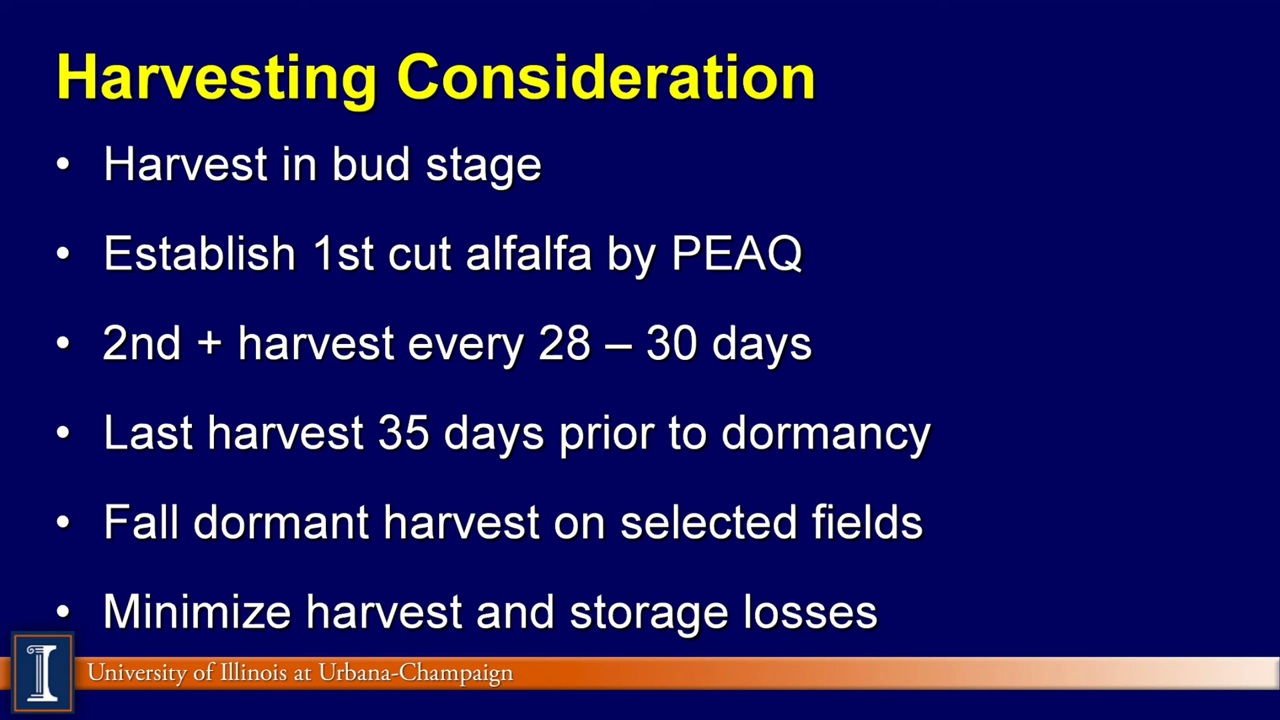 Harvesting Consideration
• Harvest in bud stage
• Establish 1st cut alfalfa by PEAQ
• 2nd + harvest every 28 – 30 days
• Last harvest 35 days prior to dormancy
• Fall dormant harvest on selected fields
• Minimize harvest and storage losses
I
University of Illinois at Urbana-Champaign